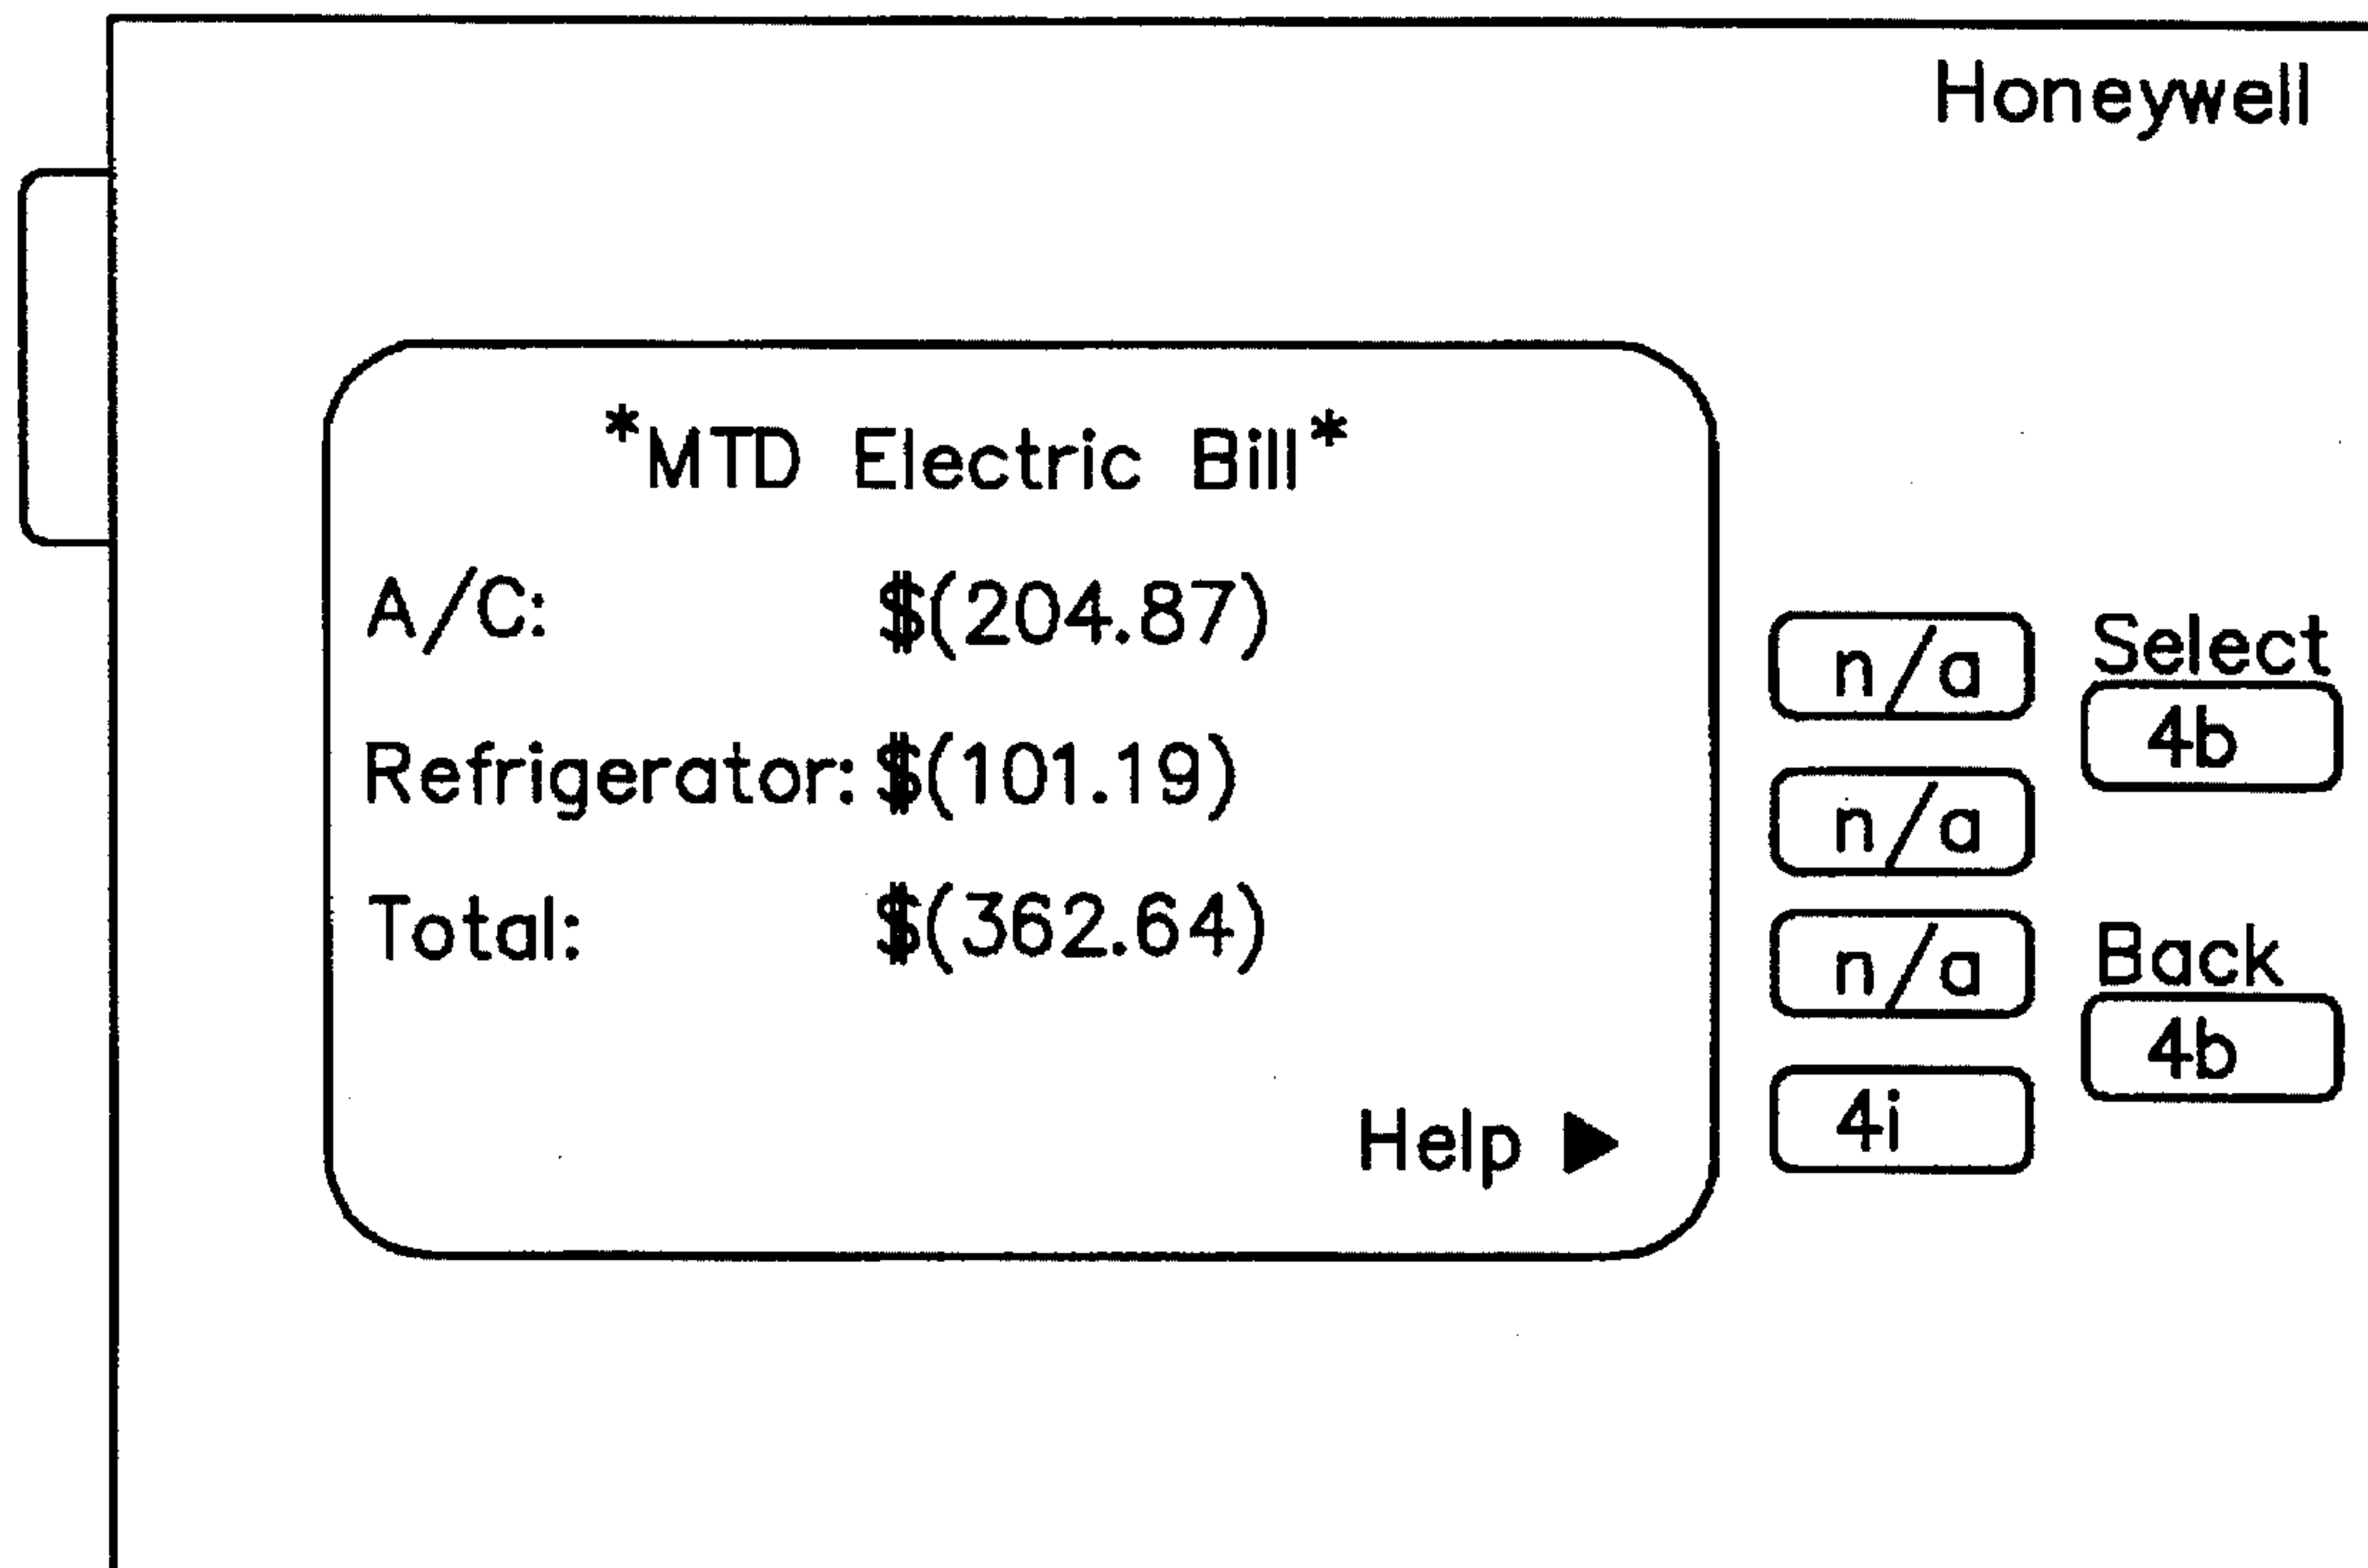 Honeywell
*MTD Electric Bill*
A/C: $(204.87)
Refrigerator: $(101.19)
Total: $(362.64)
Help ▶
n/a
n/a
n/a
4i
Select
4b
Back
4b